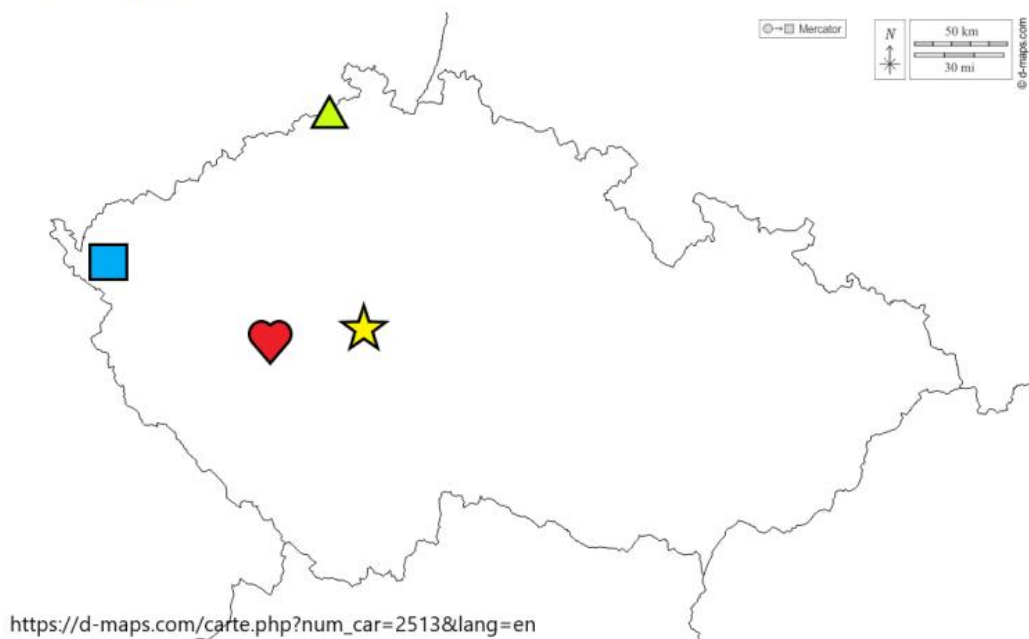 Mercator
N
50 km
30 mi
© d-maps.com
https://d-maps.com/carte.php?num_car=2513&lang=en